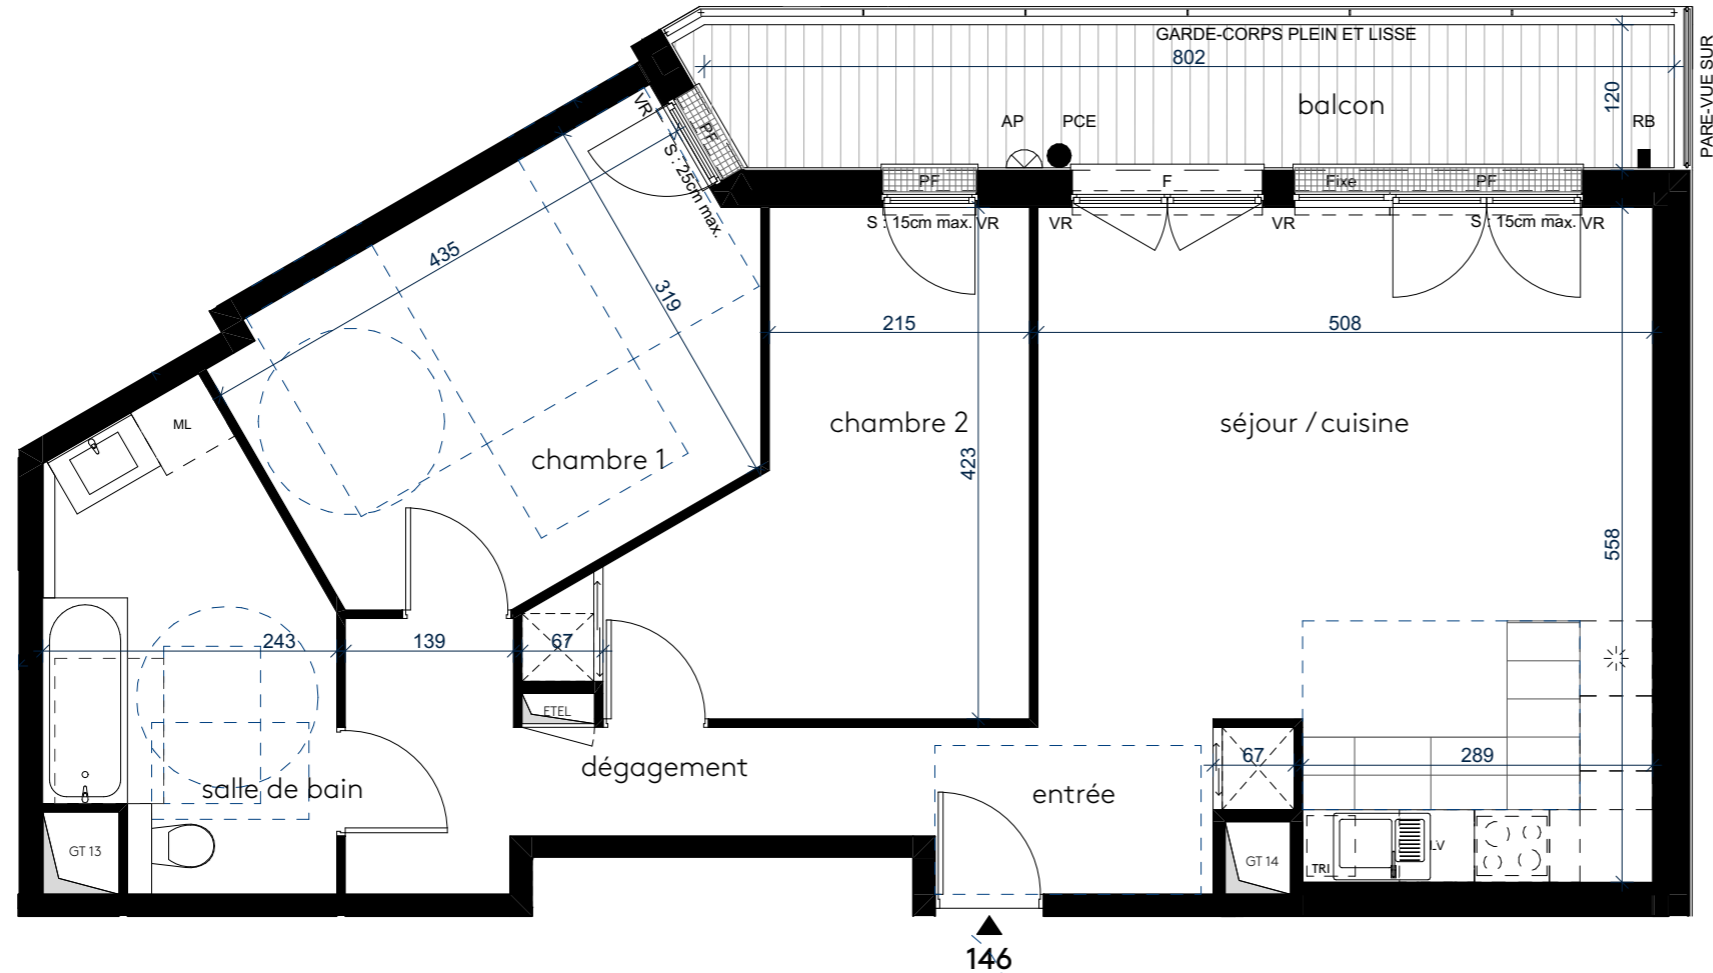 GARDE-CORPS PLEIN ET LISSE
802
120
PARE-VUE SUR
balcon
AP
PCE
RB
VR
PF
S : 25cm max.
PF
F
Fixe
PF
S : 15cm max.
VR
VR
VR
S : 15cm max.
VR
435
319
215
508
chambre 1
chambre 2
423
séjour / cuisine
558
ML
243
139
67
ETEL
dégagement
salle de bain
entrée
67
289
GT 13
GT 14
TRI
LV
146